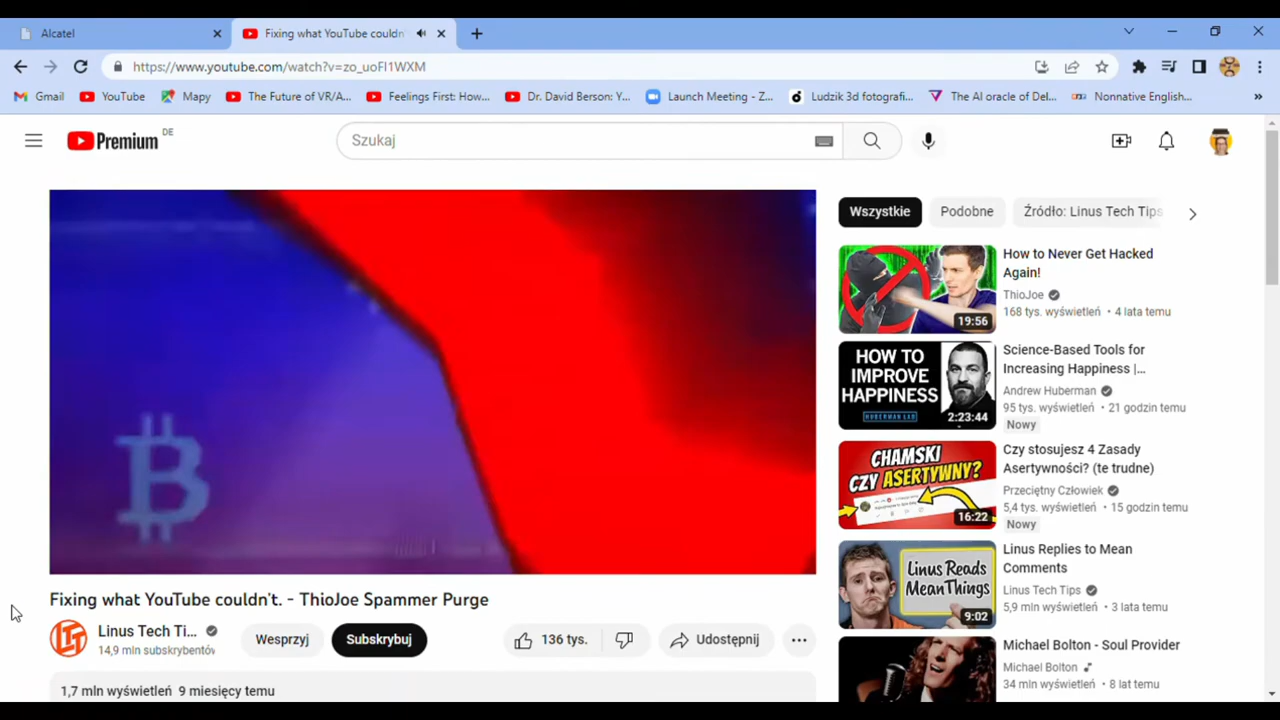 Alcatel
Fixing what YouTube couldn
https://www.youtube.com/watch?v=zo_uoFI1WXM
Gmail
YouTube
Mapy
The Future of VR/A...
Feelings First: How...
Dr. David Berson: Y...
Launch Meeting - Z...
Ludzik 3d fotografi...
The AI oracle of Del...
Nonnative English...
»
Premium
DE
Szukaj
Wszystkie
Podobne
Źródło: Linus Tech Tips
How to Never Get Hacked
Again!
ThioJoe
168 tys. wyświetleń • 4 lata temu
19:56
HOW TO
IMPROVE
HAPPINESS
HUBERMAN LAB
2:23:44
Science-Based Tools for
Increasing Happiness |...
Andrew Huberman
95 tys. wyświetleń • 21 godzin temu
Nowy
CHAMSKI
CZY ASERTYWNY?
16:22
Czy stosujesz 4 Zasady
Asertywności? (te trudne)
Przeciętny Człowiek
5,4 tys. wyświetleń • 15 godzin temu
Nowy
Linus Reads
Mean Things
9:02
Linus Replies to Mean
Comments
Linus Tech Tips
5,9 mln wyświetleń • 3 lata temu
Michael Bolton - Soul Provider
Michael Bolton
34 mln wyświetleń • 8 lat temu
Fixing what YouTube couldn't. - ThioJoe Spammer Purge
Linus Tech Ti...
14,9 mln subskrybentów
Wesprzyj
Subskrybuj
136 tys.
Udostępnij
1,7 mln wyświetleń 9 miesięcy temu